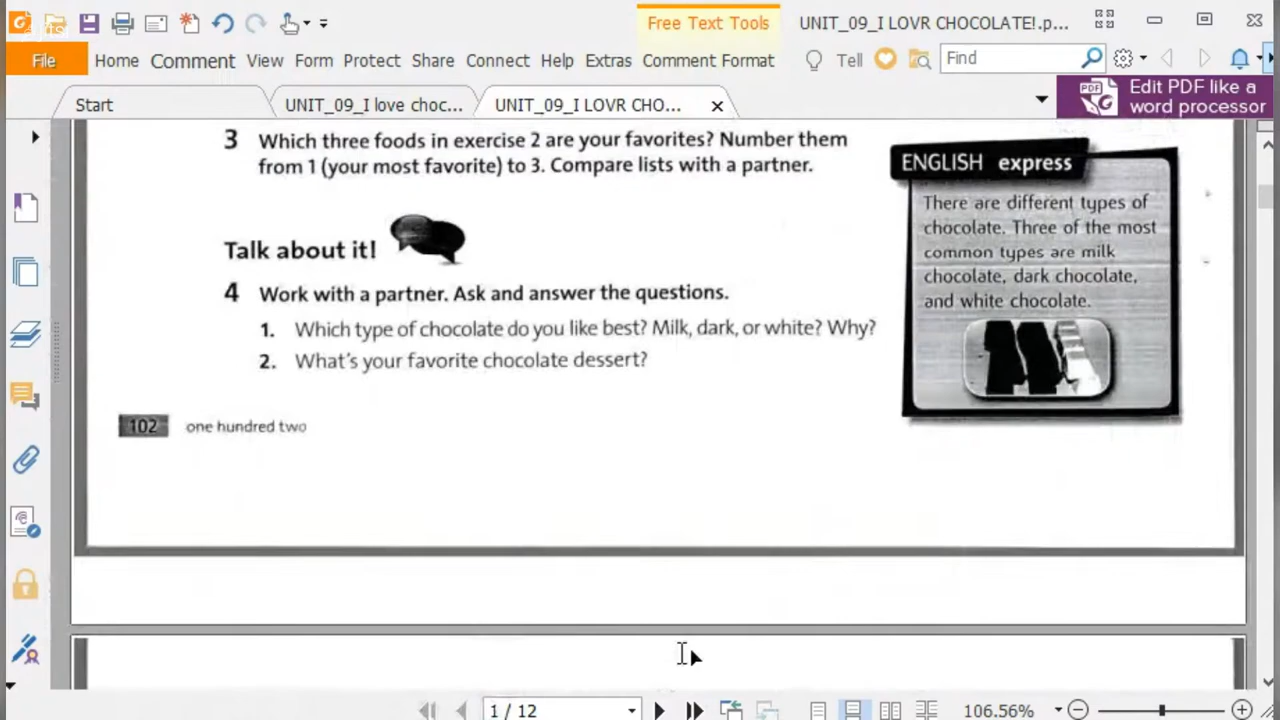 Free Text Tools
UNIT_09_I LOVR CHOCOLATE!.p...
File
Home
Comment
View
Form
Protect
Share
Connect
Help
Extras
Comment Format
Tell
Find
Edit PDF like a
word processor
Start
UNIT_09_I love choc...
UNIT_09_I LOVR CHO...
3 Which three foods in exercise 2 are your favorites? Number them
from 1 (your most favorite) to 3. Compare lists with a partner.
Talk about it!
4 Work with a partner. Ask and answer the questions.
1. Which type of chocolate do you like best? Milk, dark, or white? Why?
2. What's your favorite chocolate dessert?
102 one hundred two
ENGLISH express
There are different types of
chocolate. Three of the most
common types are milk
chocolate, dark chocolate,
and white chocolate.
1 / 12
106.56%